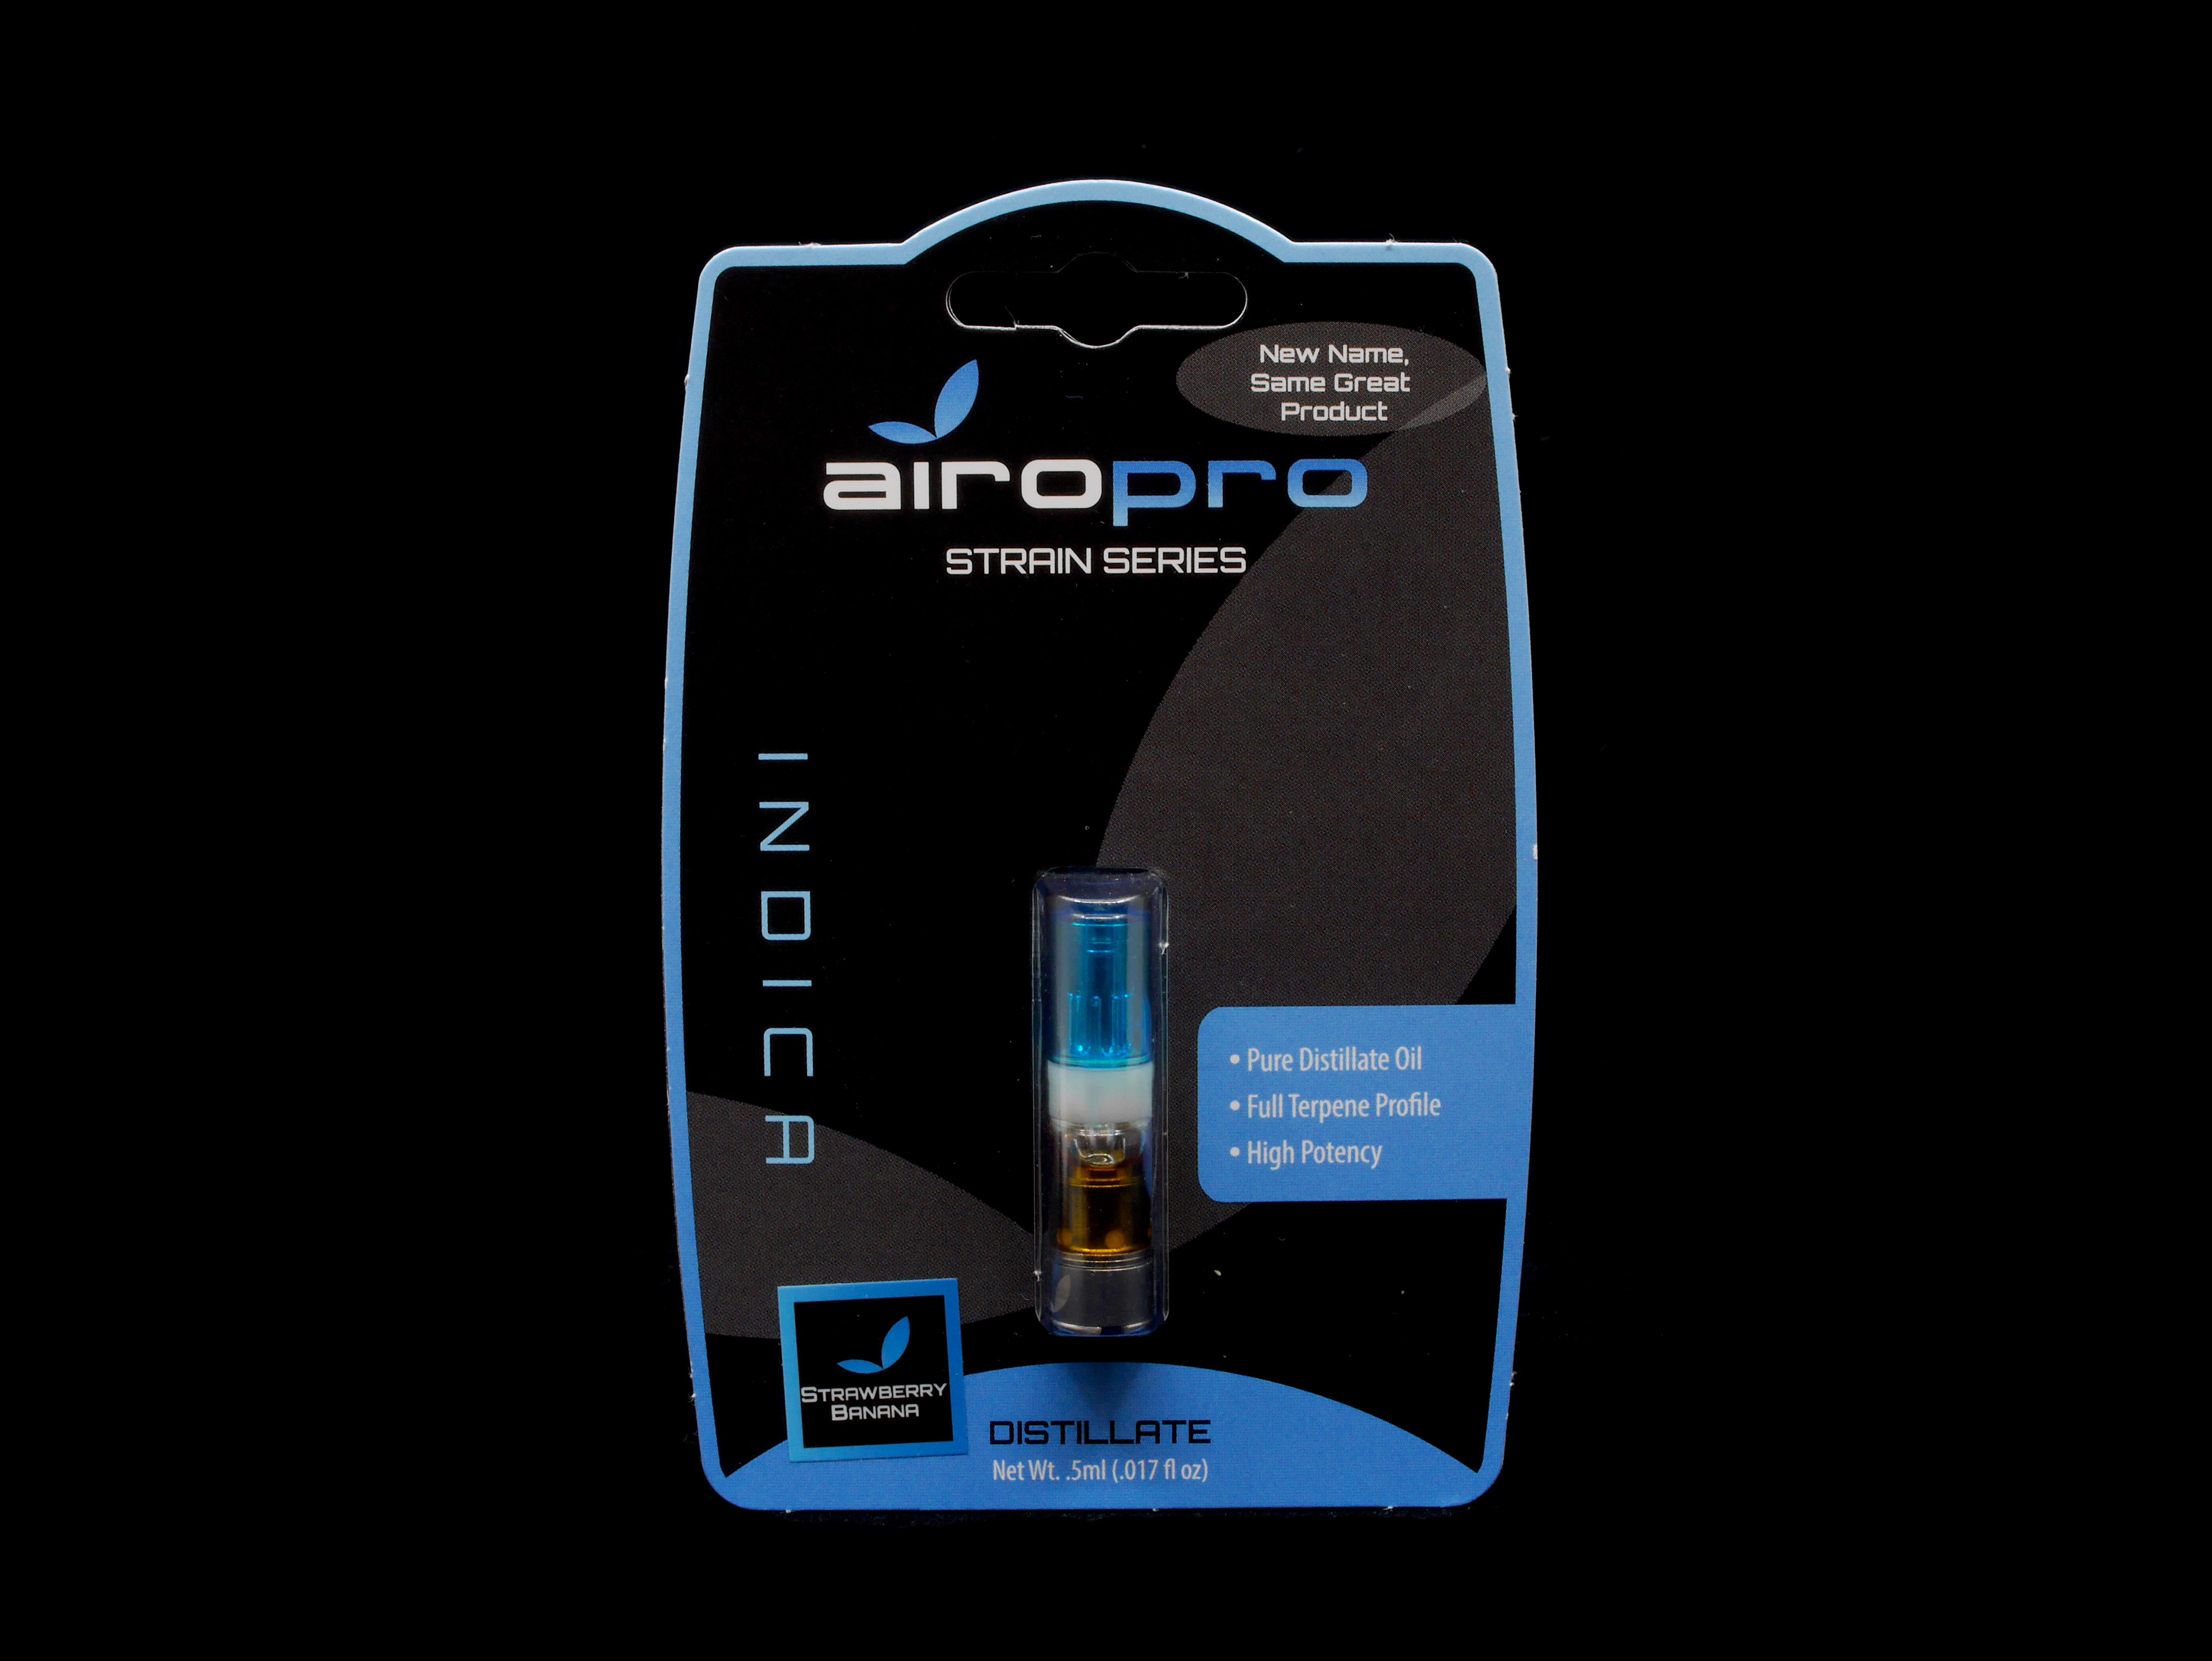 New Name,
Same Great
Product
airopro
STRAIN SERIES
INDICA
• Pure Distillate Oil
• Full Terpene Profile
• High Potency
STRAWBERRY
BANANA
DISTILLATE
Net Wt. .5ml (.017 fl oz)